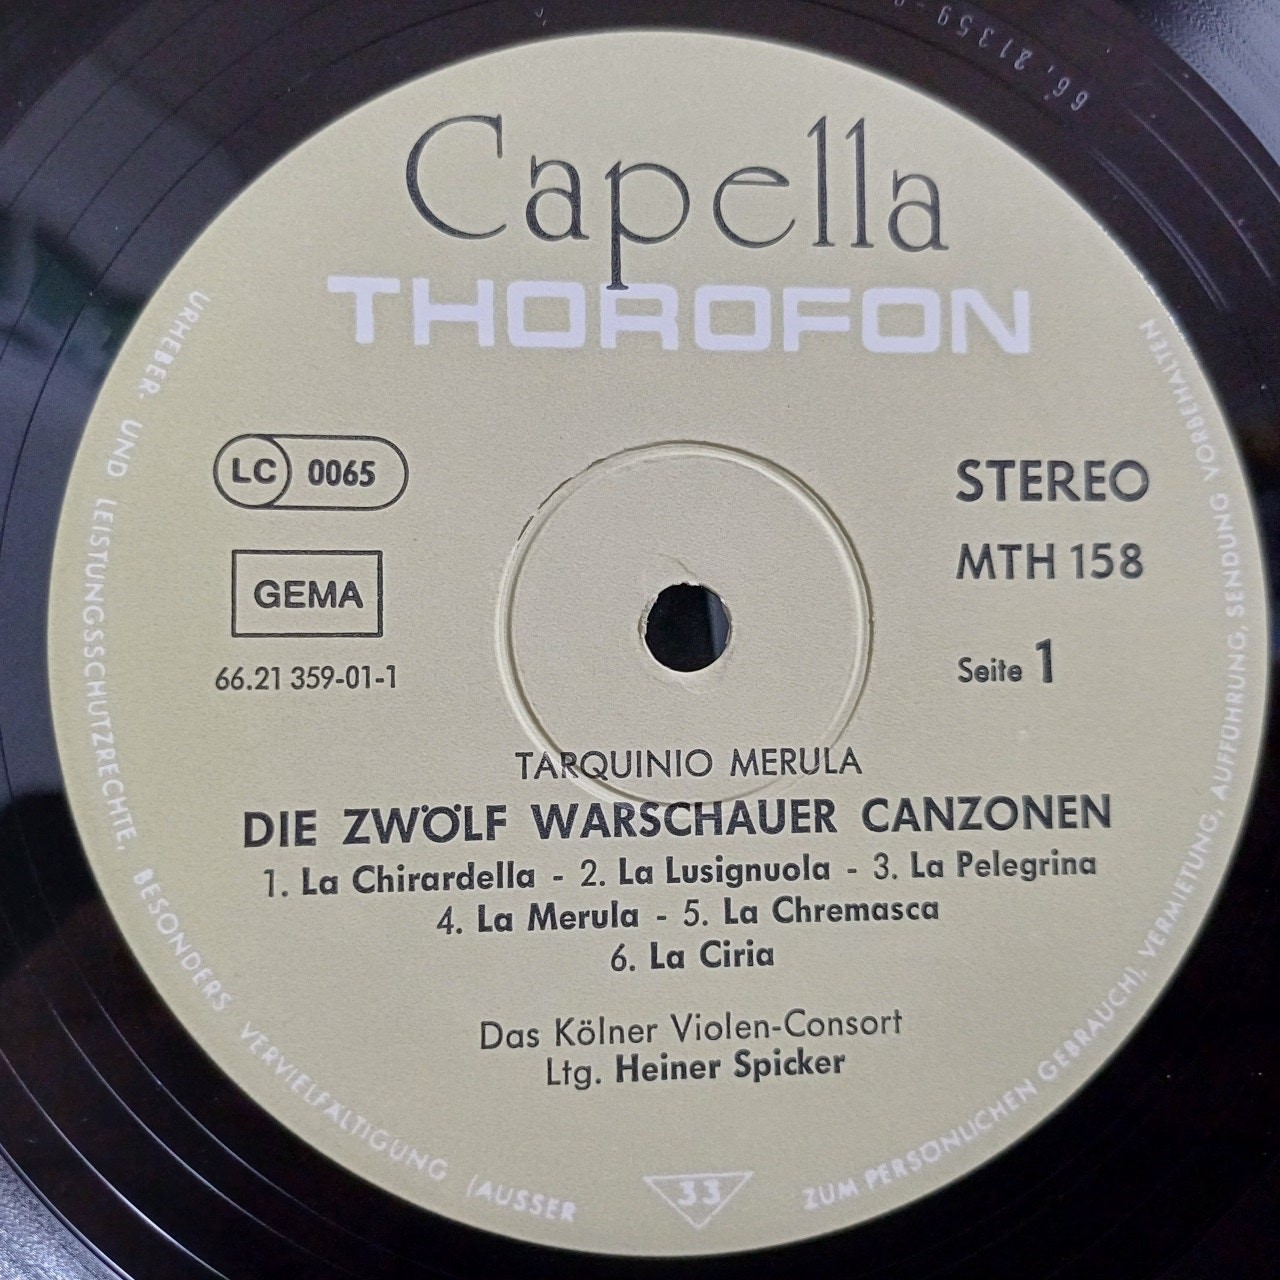 Capella
THOROFON
LC 0065
GEMA
66.21 359-01-1
STEREO
MTH 158
Seite 1
TARQUINIO MERULA
DIE ZWÖLF WARSCHAUER CANZONEN
1. La Chirardella - 2. La Lusignuola - 3. La Pelegrina
4. La Merula - 5. La Chremasca
6. La Ciria
Das Kölner Violen-Consort
Ltg. Heiner Spicker
33
URHEBER- UND LEISTUNGSSCHUTZRECHTE, BESONDERS VERVIELFÄLTIGUNG (AUSSER ZUM PERSÖNLICHEN GEBRAUCH), VERMIETUNG, AUFFÜHRUNG, SENDUNG VORBEHALTEN
66.21359